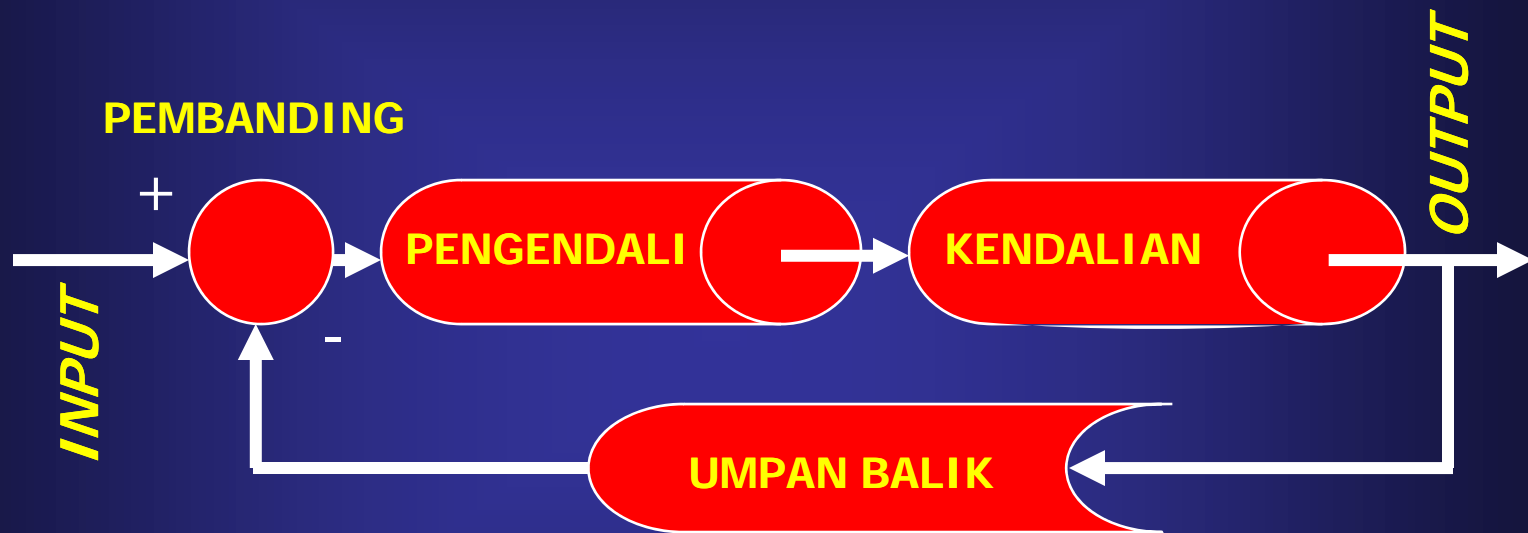 PEMBANDING
+
PENGENDALI
KENDALIAN
OUTPUT
INPUT
-
UMPAN BALIK